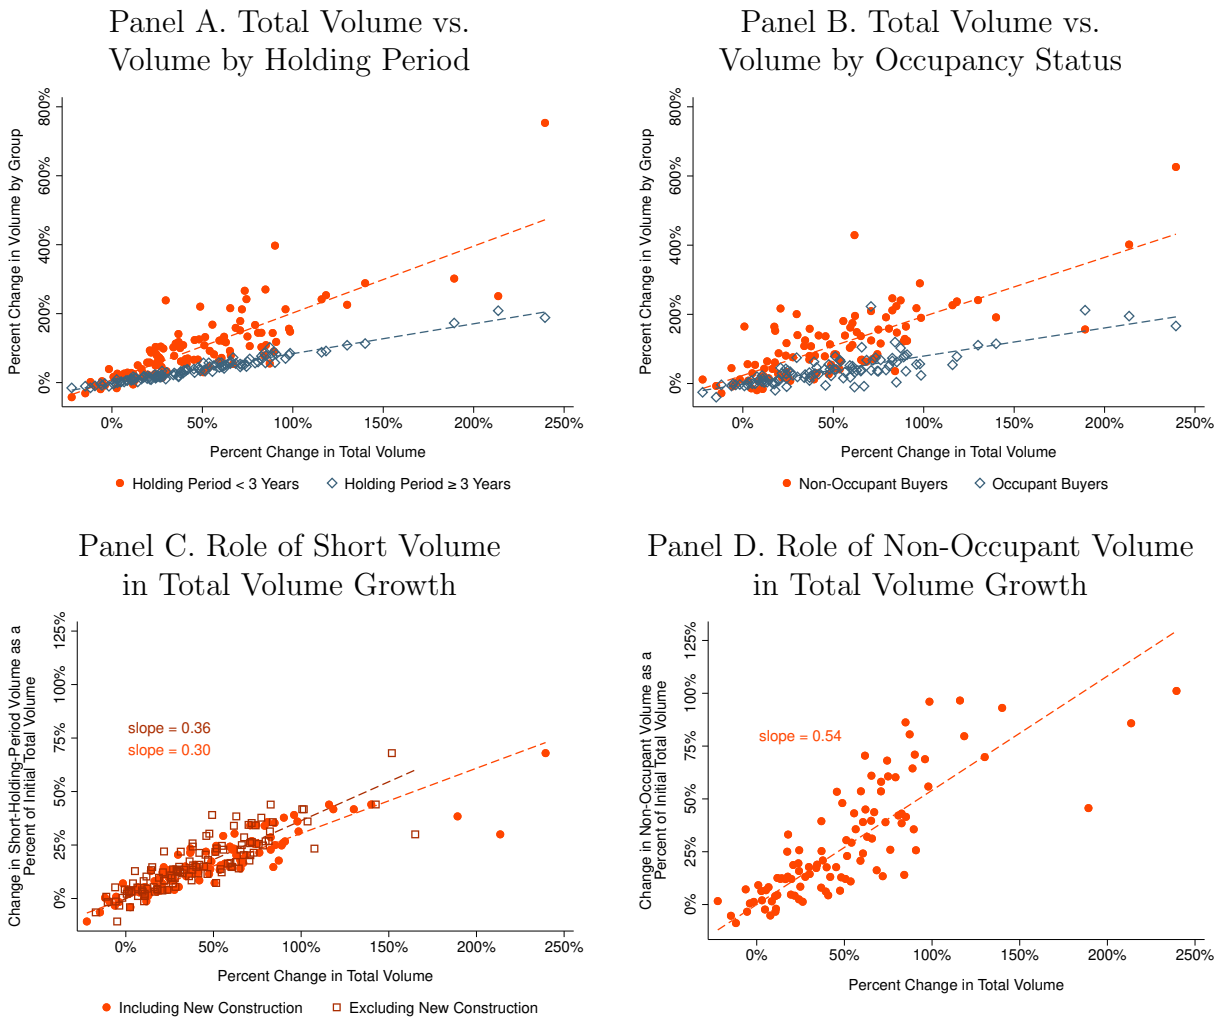 Panel A. Total Volume vs.
Volume by Holding Period
Percent Change in Volume by Group
800%
600%
400%
200%
0%
0% 50% 100% 150% 200% 250%
Percent Change in Total Volume
Holding Period < 3 Years Holding Period ≥ 3 Years
Panel B. Total Volume vs.
Volume by Occupancy Status
Percent Change in Volume by Group
800%
600%
400%
200%
0%
0% 50% 100% 150% 200% 250%
Percent Change in Total Volume
Non-Occupant Buyers Occupant Buyers
Panel C. Role of Short Volume
in Total Volume Growth
Change in Short-Holding-Period Volume as a
Percent of Initial Total Volume
125%
100%
75%
50%
25%
0%
slope = 0.36
slope = 0.30
0% 50% 100% 150% 200% 250%
Percent Change in Total Volume
Including New Construction Excluding New Construction
Panel D. Role of Non-Occupant Volume
in Total Volume Growth
Change in Non-Occupant Volume as a
Percent of Initial Total Volume
125%
100%
75%
50%
25%
0%
slope = 0.54
0% 50% 100% 150% 200% 250%
Percent Change in Total Volume